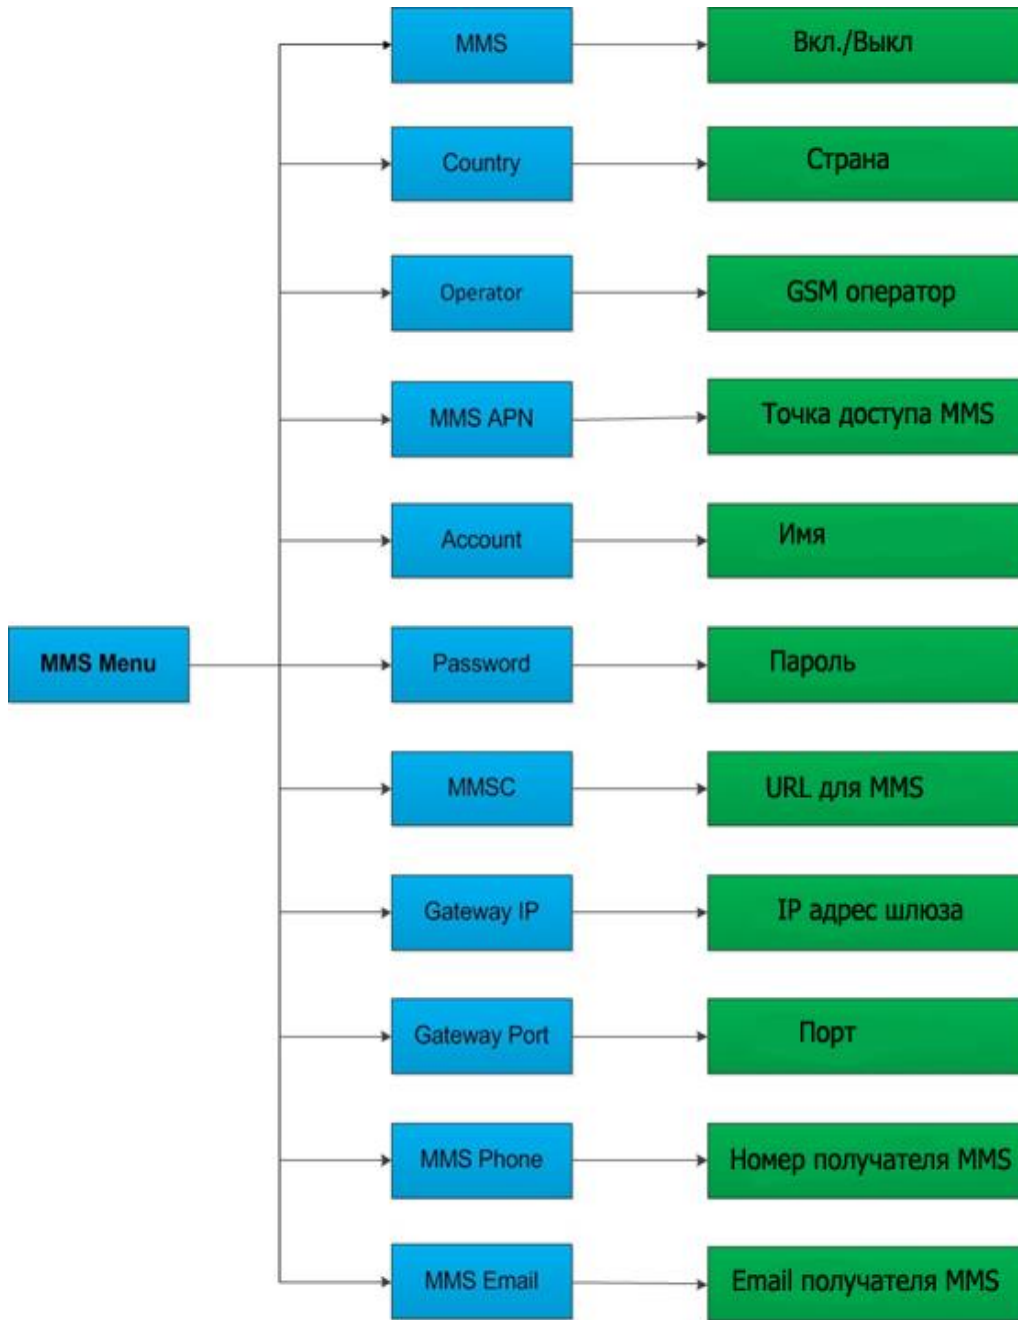 MMS
Вкл./Выкл
Country
Страна
Operator
GSM оператор
MMS APN
Точка доступа MMS
Account
Имя
MMS Menu
Password
Пароль
MMSC
URL для MMS
Gateway IP
IP адрес шлюза
Gateway Port
Порт
MMS Phone
Номер получателя MMS
MMS Email
Email получателя MMS